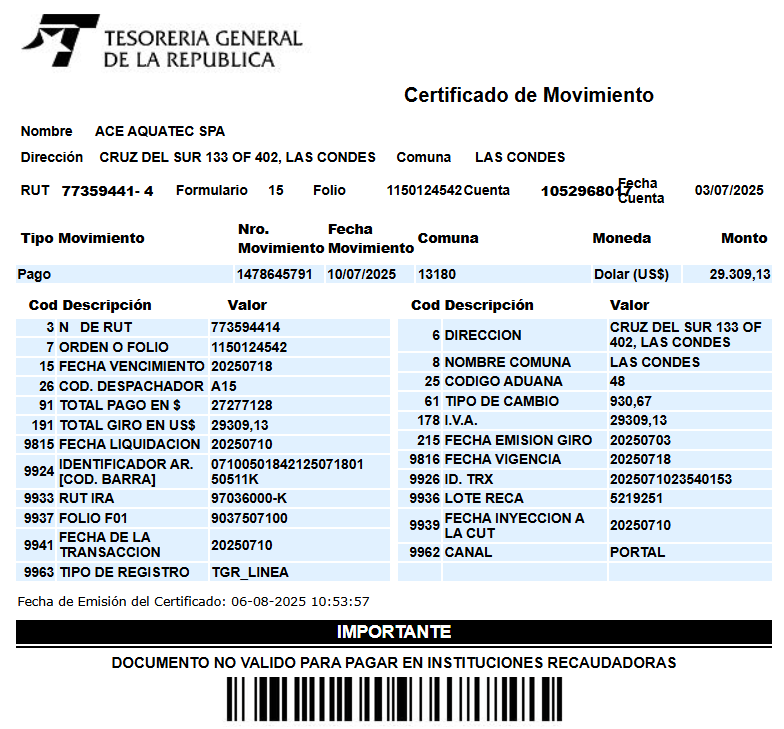 TESORERIA GENERAL
DE LA REPUBLICA
Certificado de Movimiento
Nombre ACE AQUATEC SPA
Dirección CRUZ DEL SUR 133 OF 402, LAS CONDES Comuna LAS CONDES
RUT 77359441- 4 Formulario 15 Folio 1150124542 Cuenta 1052968017 Fecha Cuenta 03/07/2025
Tipo Movimiento Nro. Movimiento Fecha Movimiento Comuna Moneda Monto
Pago 1478645791 10/07/2025 13180 Dolar (US$) 29.309,13
Cod Descripción Valor
3 N DE RUT 773594414
7 ORDEN O FOLIO 1150124542
15 FECHA VENCIMIENTO 20250718
26 COD. DESPACHADOR A15
91 TOTAL PAGO EN $ 27277128
191 TOTAL GIRO EN US$ 29309,13
9815 FECHA LIQUIDACION 20250710
9924 IDENTIFICADOR AR. [COD. BARRA] 07100501842125071801 50511K
9933 RUT IRA 97036000-K
9937 FOLIO F01 9037507100
9941 FECHA DE LA TRANSACCION 20250710
9963 TIPO DE REGISTRO TGR_LINEA
Cod Descripción Valor
6 DIRECCION CRUZ DEL SUR 133 OF 402, LAS CONDES
8 NOMBRE COMUNA LAS CONDES
25 CODIGO ADUANA 48
61 TIPO DE CAMBIO 930,67
178 I.V.A. 29309,13
215 FECHA EMISION GIRO 20250703
9816 FECHA VIGENCIA 20250718
9926 ID. TRX 2025071023540153
9936 LOTE RECA 5219251
9939 FECHA INYECCION A LA CUT 20250710
9962 CANAL PORTAL
Fecha de Emisión del Certificado: 06-08-2025 10:53:57
IMPORTANTE
DOCUMENTO NO VALIDO PARA PAGAR EN INSTITUCIONES RECAUDADORAS